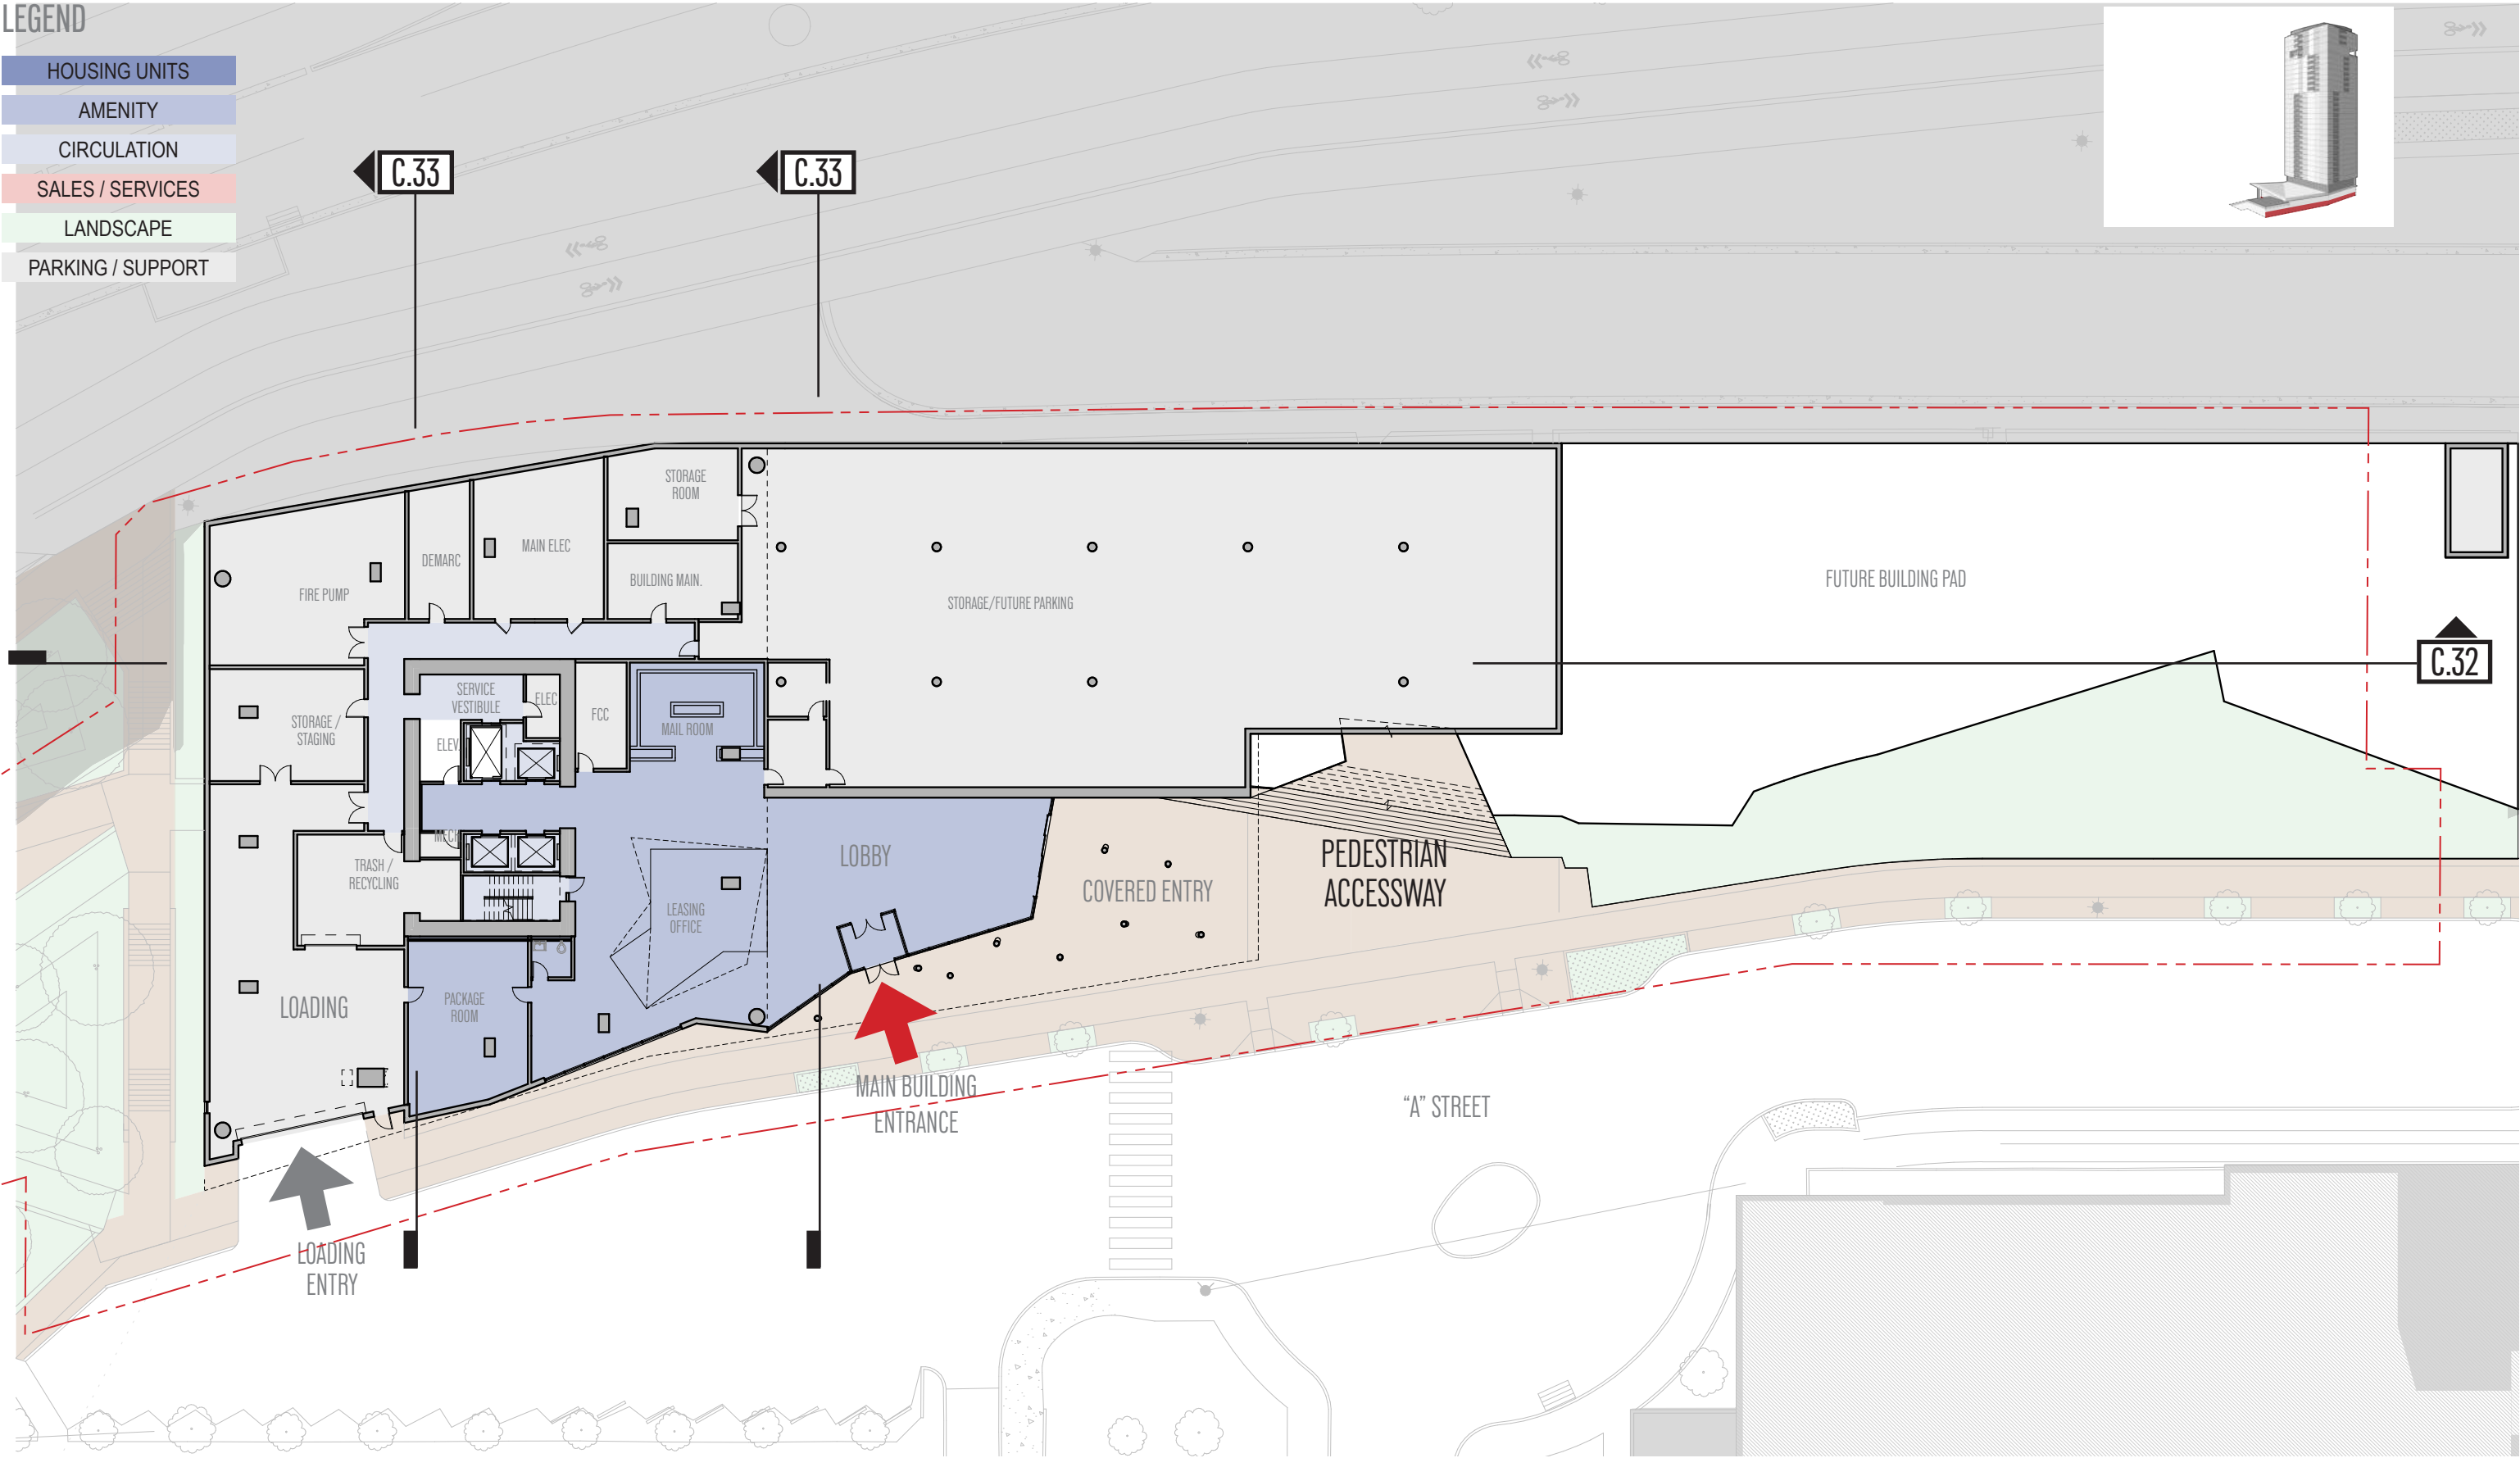 LEGEND
HOUSING UNITS
AMENITY
CIRCULATION
SALES / SERVICES
LANDSCAPE
PARKING / SUPPORT
C.33
C.33
STORAGE
ROOM
MAIN ELEC
DEMARC
BUILDING MAIN.
FIRE PUMP
STORAGE/FUTURE PARKING
FUTURE BUILDING PAD
C.32
SERVICE
VESTIBULE
ELEC
FCC
MAIL ROOM
STORAGE /
STAGING
ELEV.
MECH
TRASH /
RECYCLING
LOBBY
LEASING
OFFICE
COVERED ENTRY
PEDESTRIAN
ACCESSWAY
PACKAGE
ROOM
LOADING
MAIN BUILDING
ENTRANCE
"A" STREET
LOADING
ENTRY